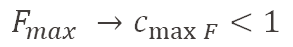 F_max → c_max F < 1